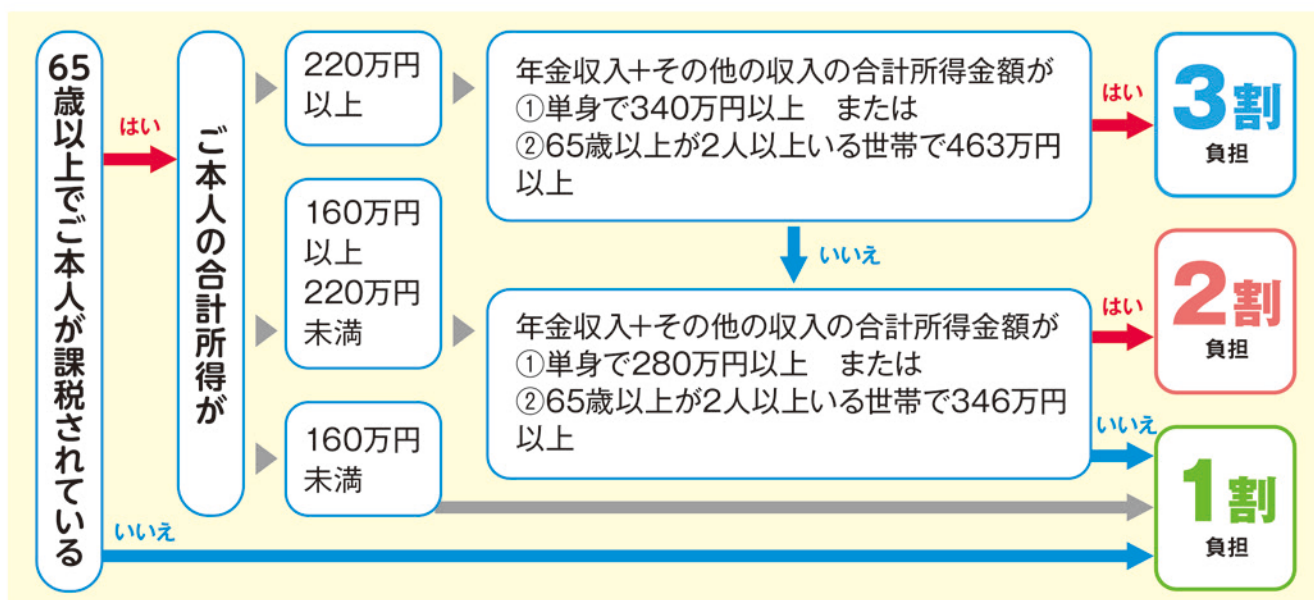 65歳以上でご本人が課税されている
はい
いいえ
ご本人の合計所得が
220万円
以上
160万円
以上
220万円
未満
160万円
未満
年金収入+その他の収入の合計所得金額が
①単身で340万円以上　または
②65歳以上が2人以上いる世帯で463万円
以上
はい
いいえ
年金収入+その他の収入の合計所得金額が
①単身で280万円以上　または
②65歳以上が2人以上いる世帯で346万円
以上
はい
いいえ
3割
負担
2割
負担
1割
負担